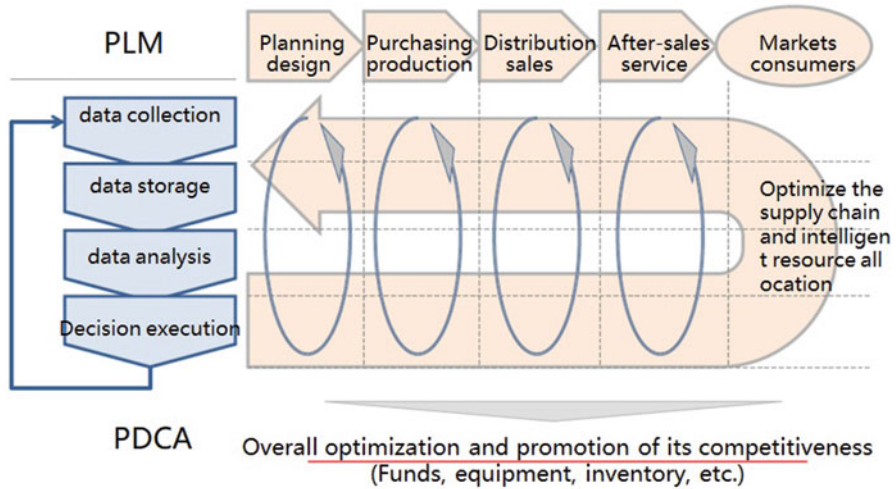 PLM
Planning
design
Purchasing
production
Distribution
sales
After-sales
service
Markets
consumers
data collection
data storage
data analysis
Decision execution
Optimize the
supply chain
and intelligen
t resource all
ocation
PDCA
Overall optimization and promotion of its competitiveness
(Funds, equipment, inventory, etc.)